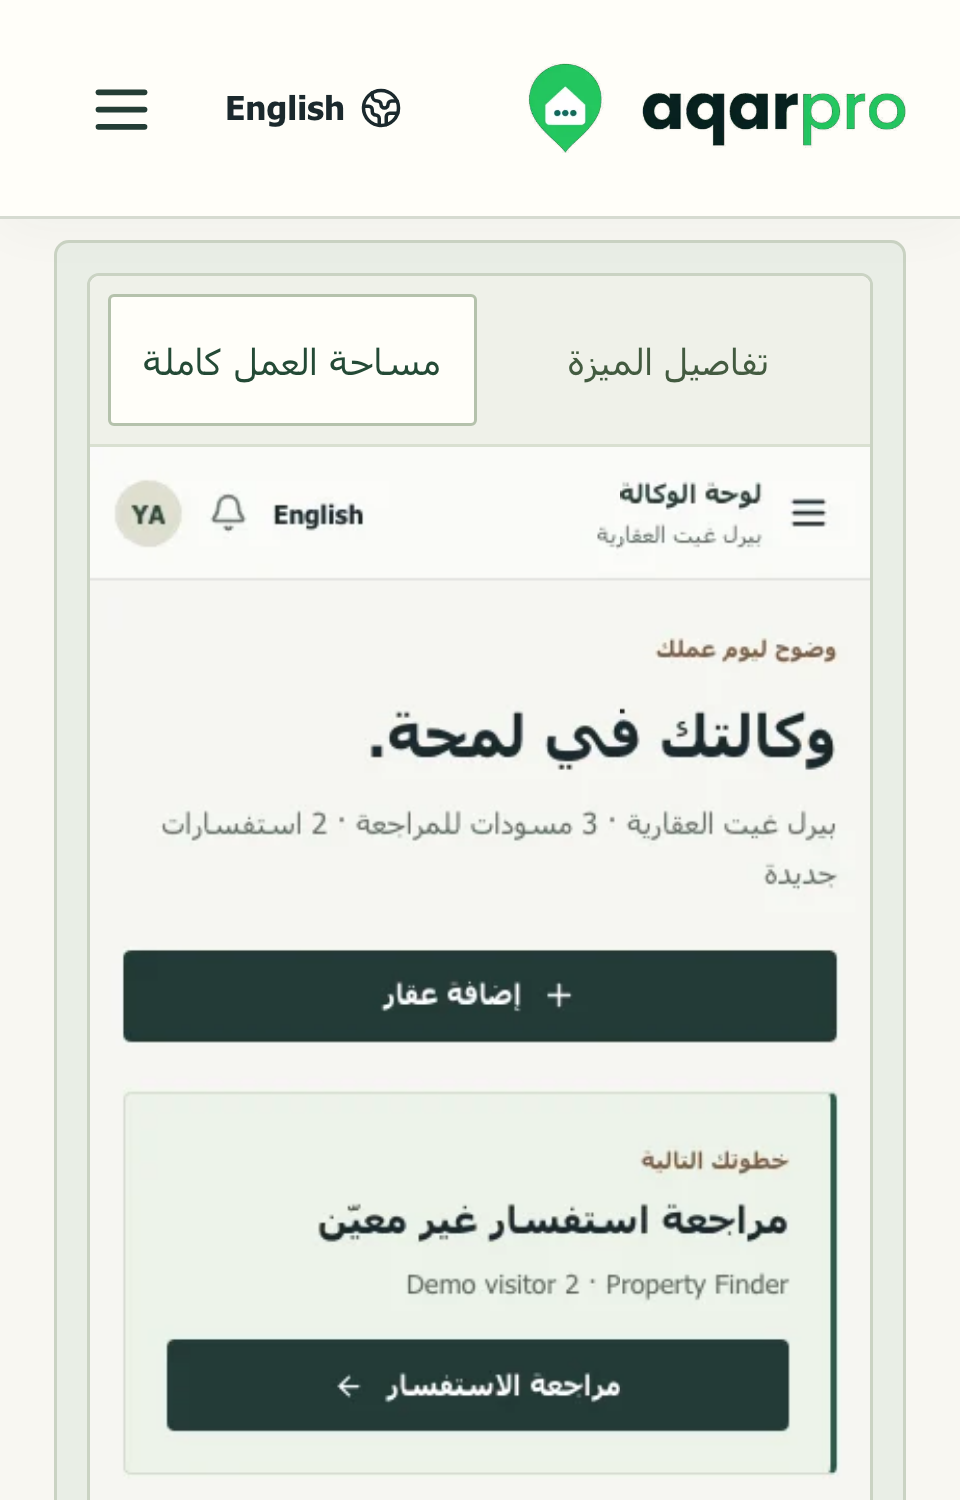 aqarpro
English
تفاصيل الميزة
مساحة العمل كاملة
لوحة الوكالة
بيرل غيت العقارية
English
YA
وضوح ليوم عملك
وكالتك في لمحة.
بيرل غيت العقارية · 3 مسودات للمراجعة · 2 استفسارات
جديدة
+ إضافة عقار
خطوتك التالية
مراجعة استفسار غير معيّن
Demo visitor 2 · Property Finder
مراجعة الاستفسار ←